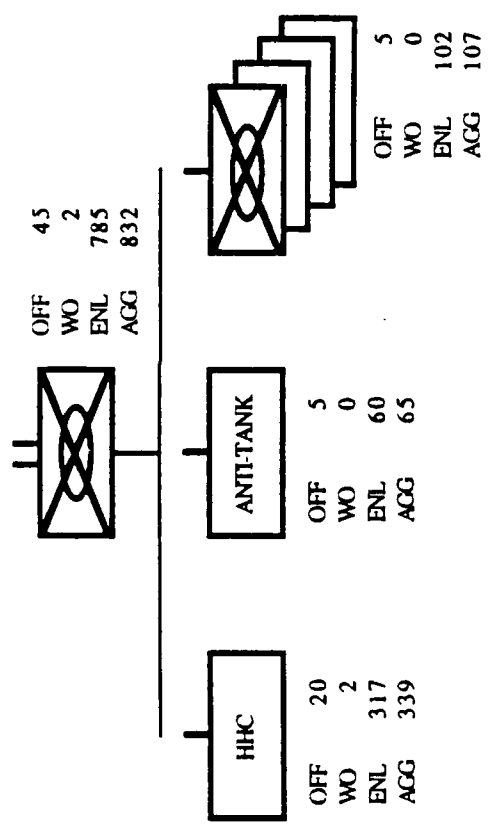 OFF 45
WO 2
ENL 785
AGG 832
HHC
OFF 20
WO 2
ENL 317
AGG 339
ANTI-TANK
OFF 5
WO 0
ENL 60
AGG 65
OFF 5
WO 0
ENL 102
AGG 107